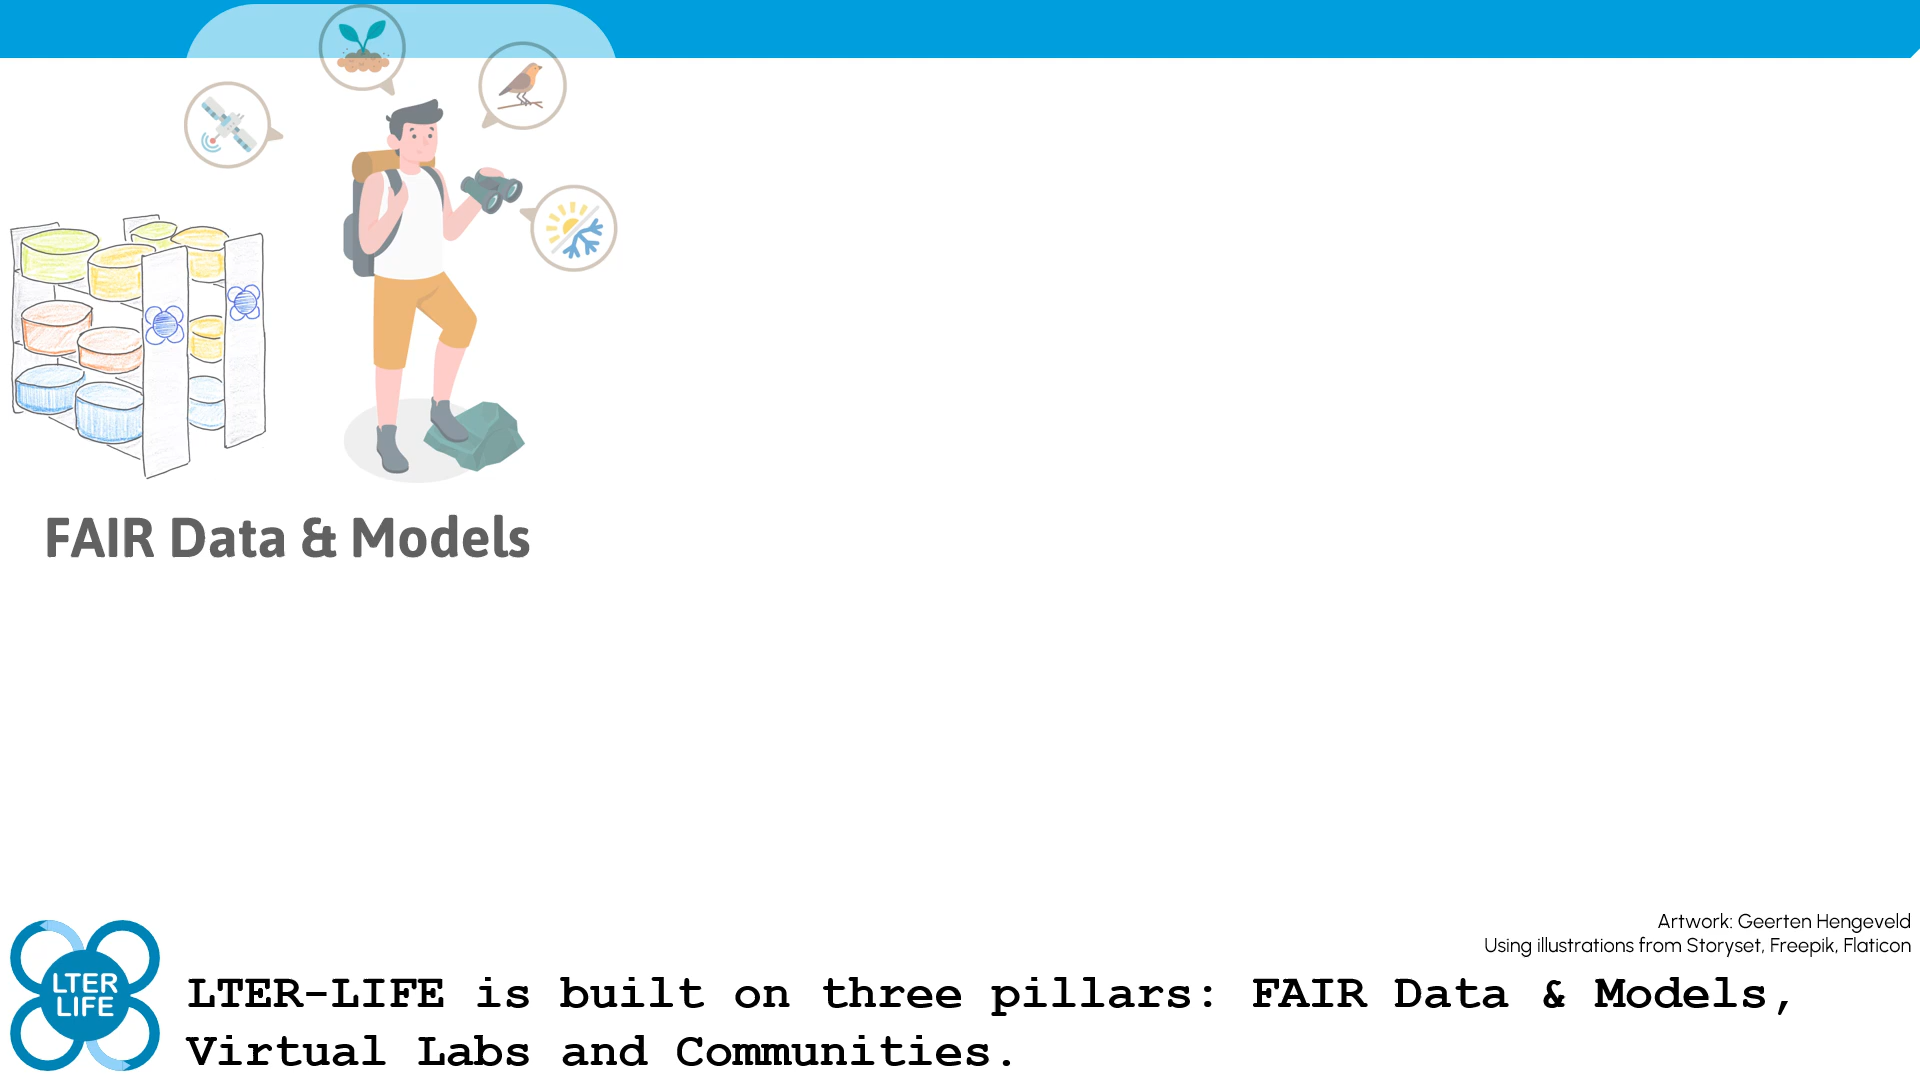 FAIR Data & Models
Artwork: Geerten Hengeveld
Using illustrations from Storyset, Freepik, Flaticon
LTER
LIFE
LTER-LIFE is built on three pillars: FAIR Data & Models,
Virtual Labs and Communities.